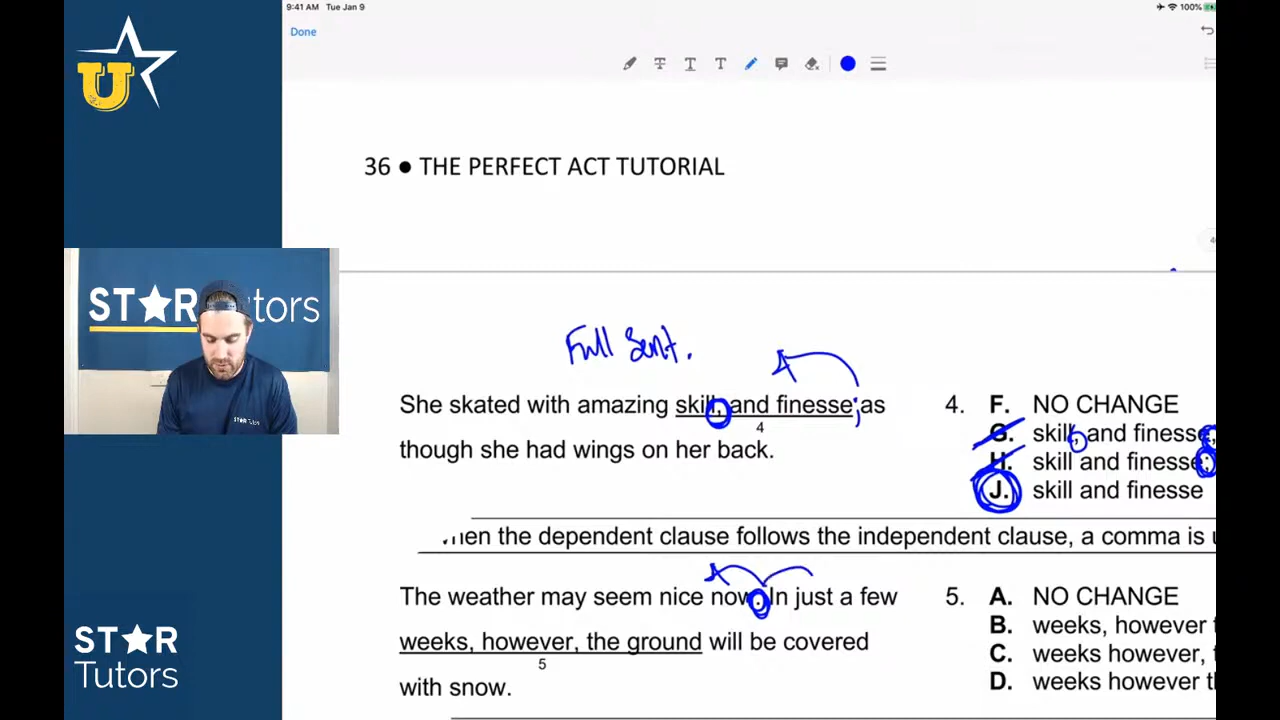 9:41 AM Tue Jan 9
100%
Done
U
T T T
36 ● THE PERFECT ACT TUTORIAL
STAR Tutors
STAR TUTORS
Full Sent.
She skated with amazing skill, and finesse; as
4
though she had wings on her back.
4. F. NO CHANGE
G. skill, and finesse,
H. skill and finesse;
J. skill and finesse
hen the dependent clause follows the independent clause, a comma is
The weather may seem nice now. In just a few
weeks, however, the ground will be covered
5
with snow.
5. A. NO CHANGE
B. weeks, however
C. weeks however,
D. weeks however
STAR
Tutors